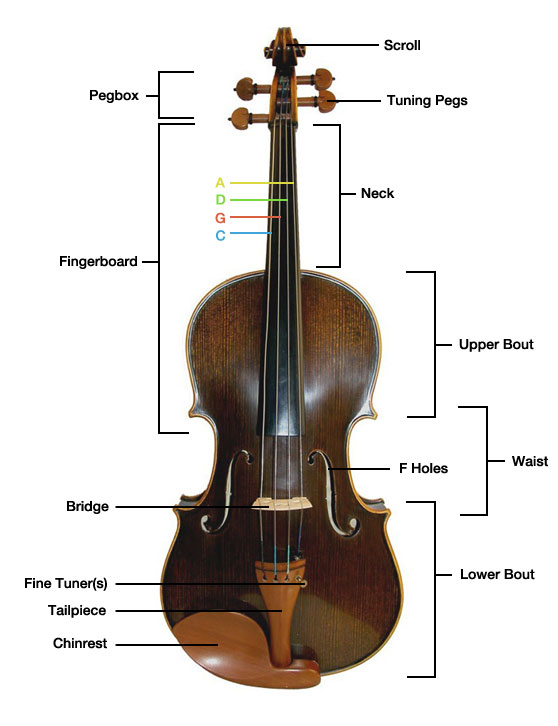 Scroll
Pegbox
Tuning Pegs
A
D
G
C
Neck
Fingerboard
Upper Bout
Waist
F Holes
Bridge
Lower Bout
Fine Tuner(s)
Tailpiece
Chinrest